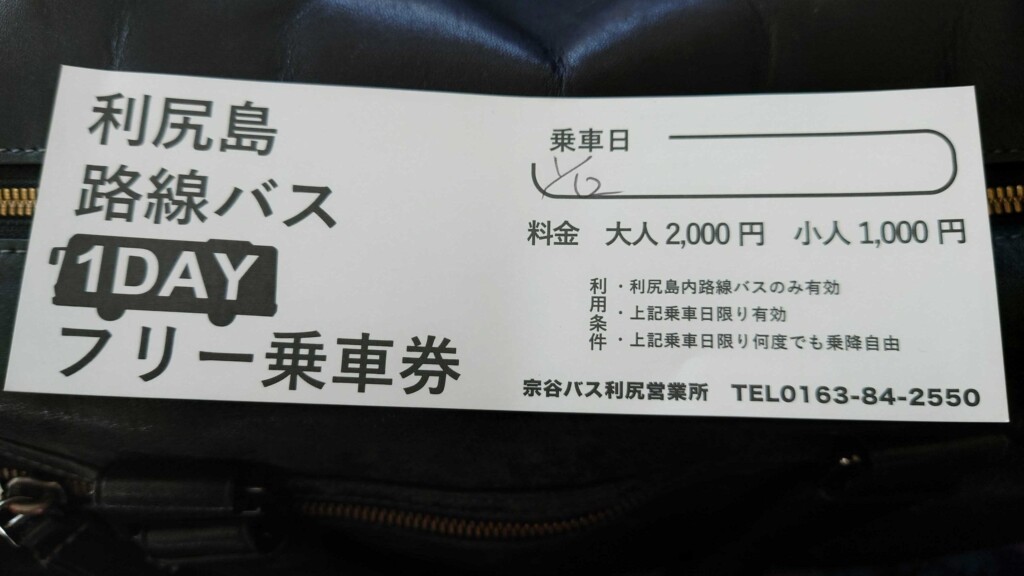 利尻島
路線バス
1DAY
フリー乗車券
乗車日
1/12
料金 大人 2,000 円 小人 1,000 円
利用条件
・利尻島内路線バスのみ有効
・上記乗車日限り有効
・上記乗車日限り何度でも乗降自由
宗谷バス利尻営業所 TEL0163-84-2550